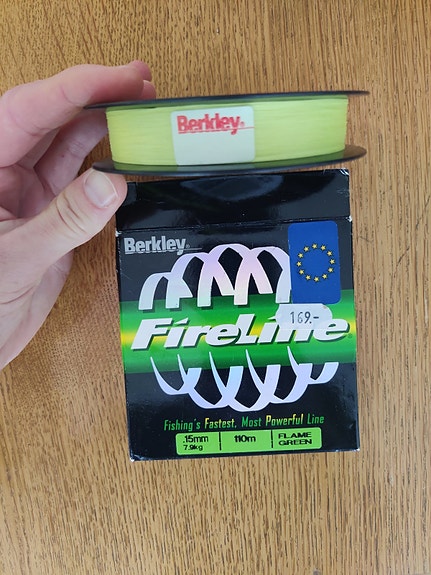 Berkley®
Berkley®
169.-
FireLine®
Fishing's Fastest, Most Powerful Line
.15mm
7.9kg
110m
FLAME
GREEN